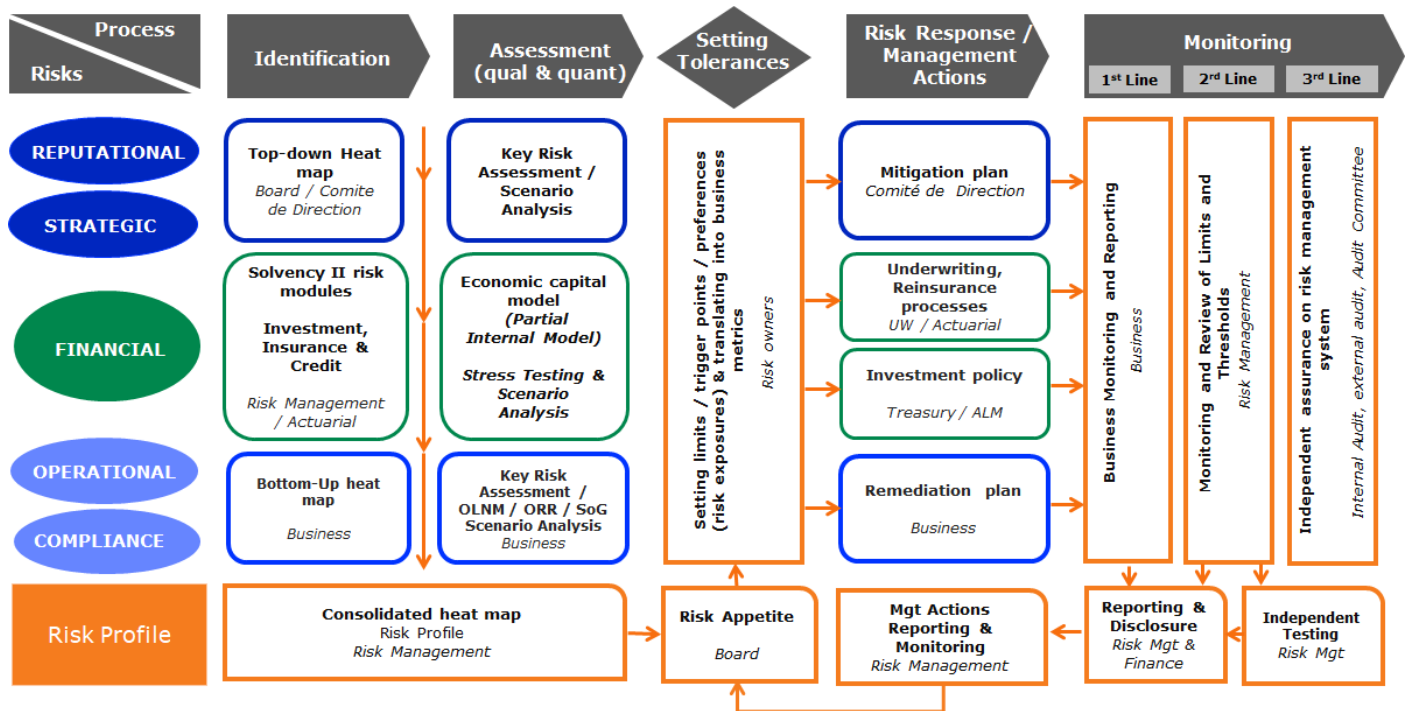 Process
Risks
Identification
Assessment
(qual & quant)
Setting
Tolerances
Risk Response /
Management
Actions
Monitoring
1st Line
2rd Line
3rd Line
REPUTATIONAL
STRATEGIC
FINANCIAL
OPERATIONAL
COMPLIANCE
Top-down Heat
map
Board / Comite
de Direction
Key Risk
Assessment /
Scenario
Analysis
Solvency II risk
modules
Investment,
Insurance &
Credit
Risk Management
/ Actuarial
Economic capital
model
(Partial
Internal Model)
Stress Testing &
Scenario
Analysis
Bottom-Up heat
map
Business
Key Risk
Assessment /
OLNM / ORR / SoG
Scenario Analysis
Business
Setting limits / trigger points / preferences
(risk exposures) & translating into business
metrics
Risk owners
Mitigation plan
Comité de Direction
Underwriting,
Reinsurance
processes
UW / Actuarial
Investment policy
Treasury / ALM
Remediation plan
Business
Business Monitoring and Reporting
Business
Monitoring and Review of Limits and
Thresholds
Risk Management
Independent assurance on risk management
system
Internal Audit, external audit, Audit Committee
Risk Profile
Consolidated heat map
Risk Profile
Risk Management
Risk Appetite
Board
Mgt Actions
Reporting &
Monitoring
Risk Management
Reporting &
Disclosure
Risk Mgt &
Finance
Independent
Testing
Risk Mgt